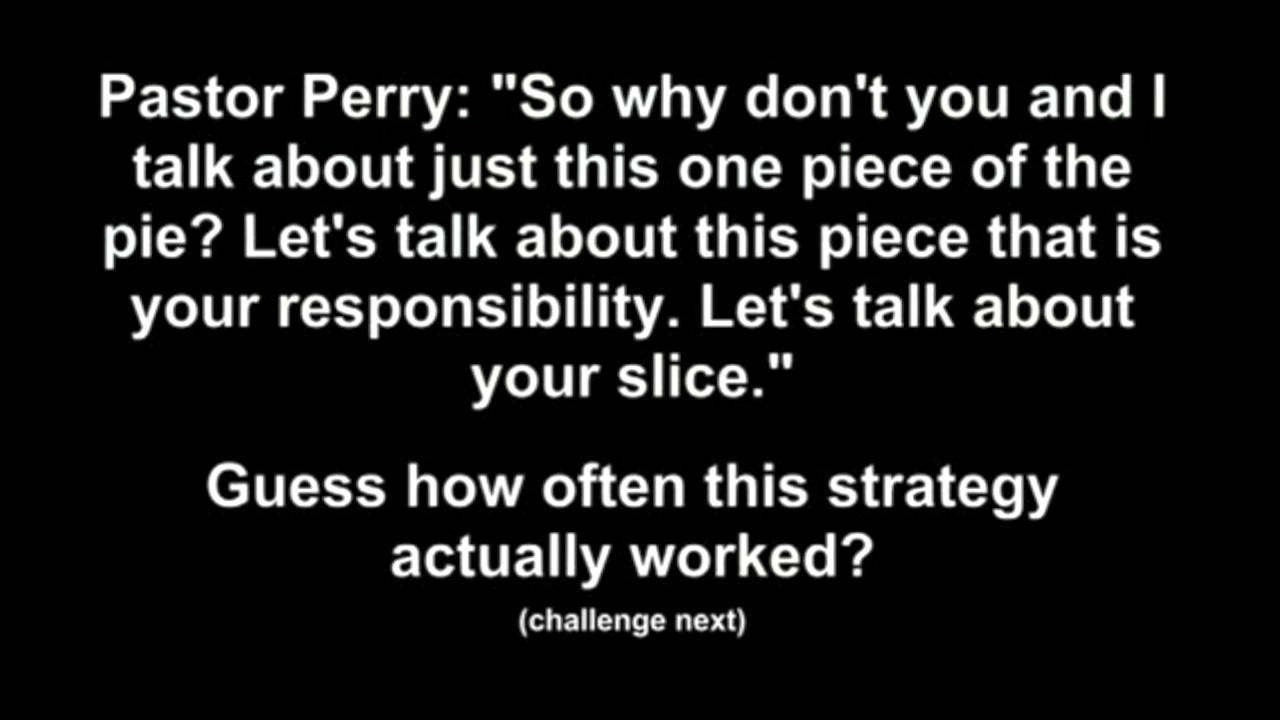 Pastor Perry: "So why don't you and I
talk about just this one piece of the
pie? Let's talk about this piece that is
your responsibility. Let's talk about
your slice."
Guess how often this strategy
actually worked?
(challenge next)